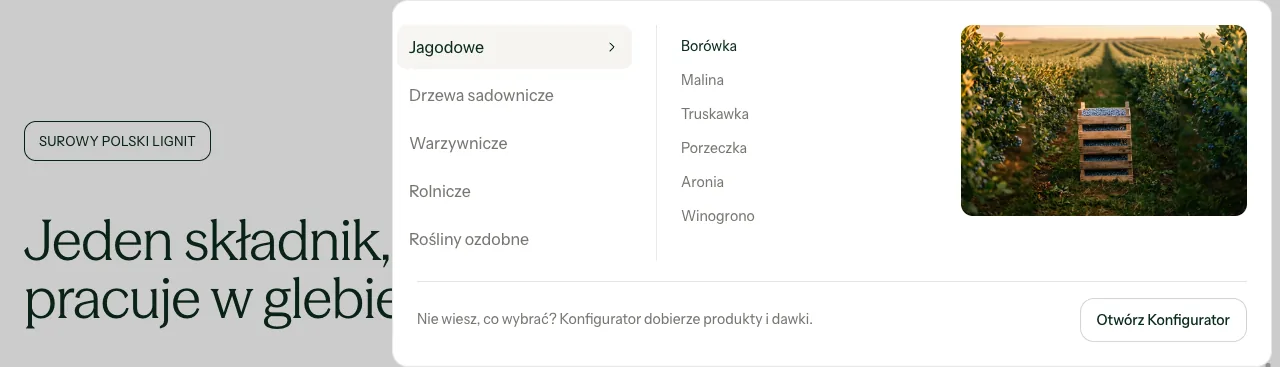 SUROWY POLSKI LIGNIT
Jeden składnik,
pracuje w glebie
Jagodowe
Drzewa sadownicze
Warzywnicze
Rolnicze
Rośliny ozdobne
Borówka
Malina
Truskawka
Porzeczka
Aronia
Winogrono
Nie wiesz, co wybrać? Konfigurator dobierze produkty i dawki.
Otwórz Konfigurator